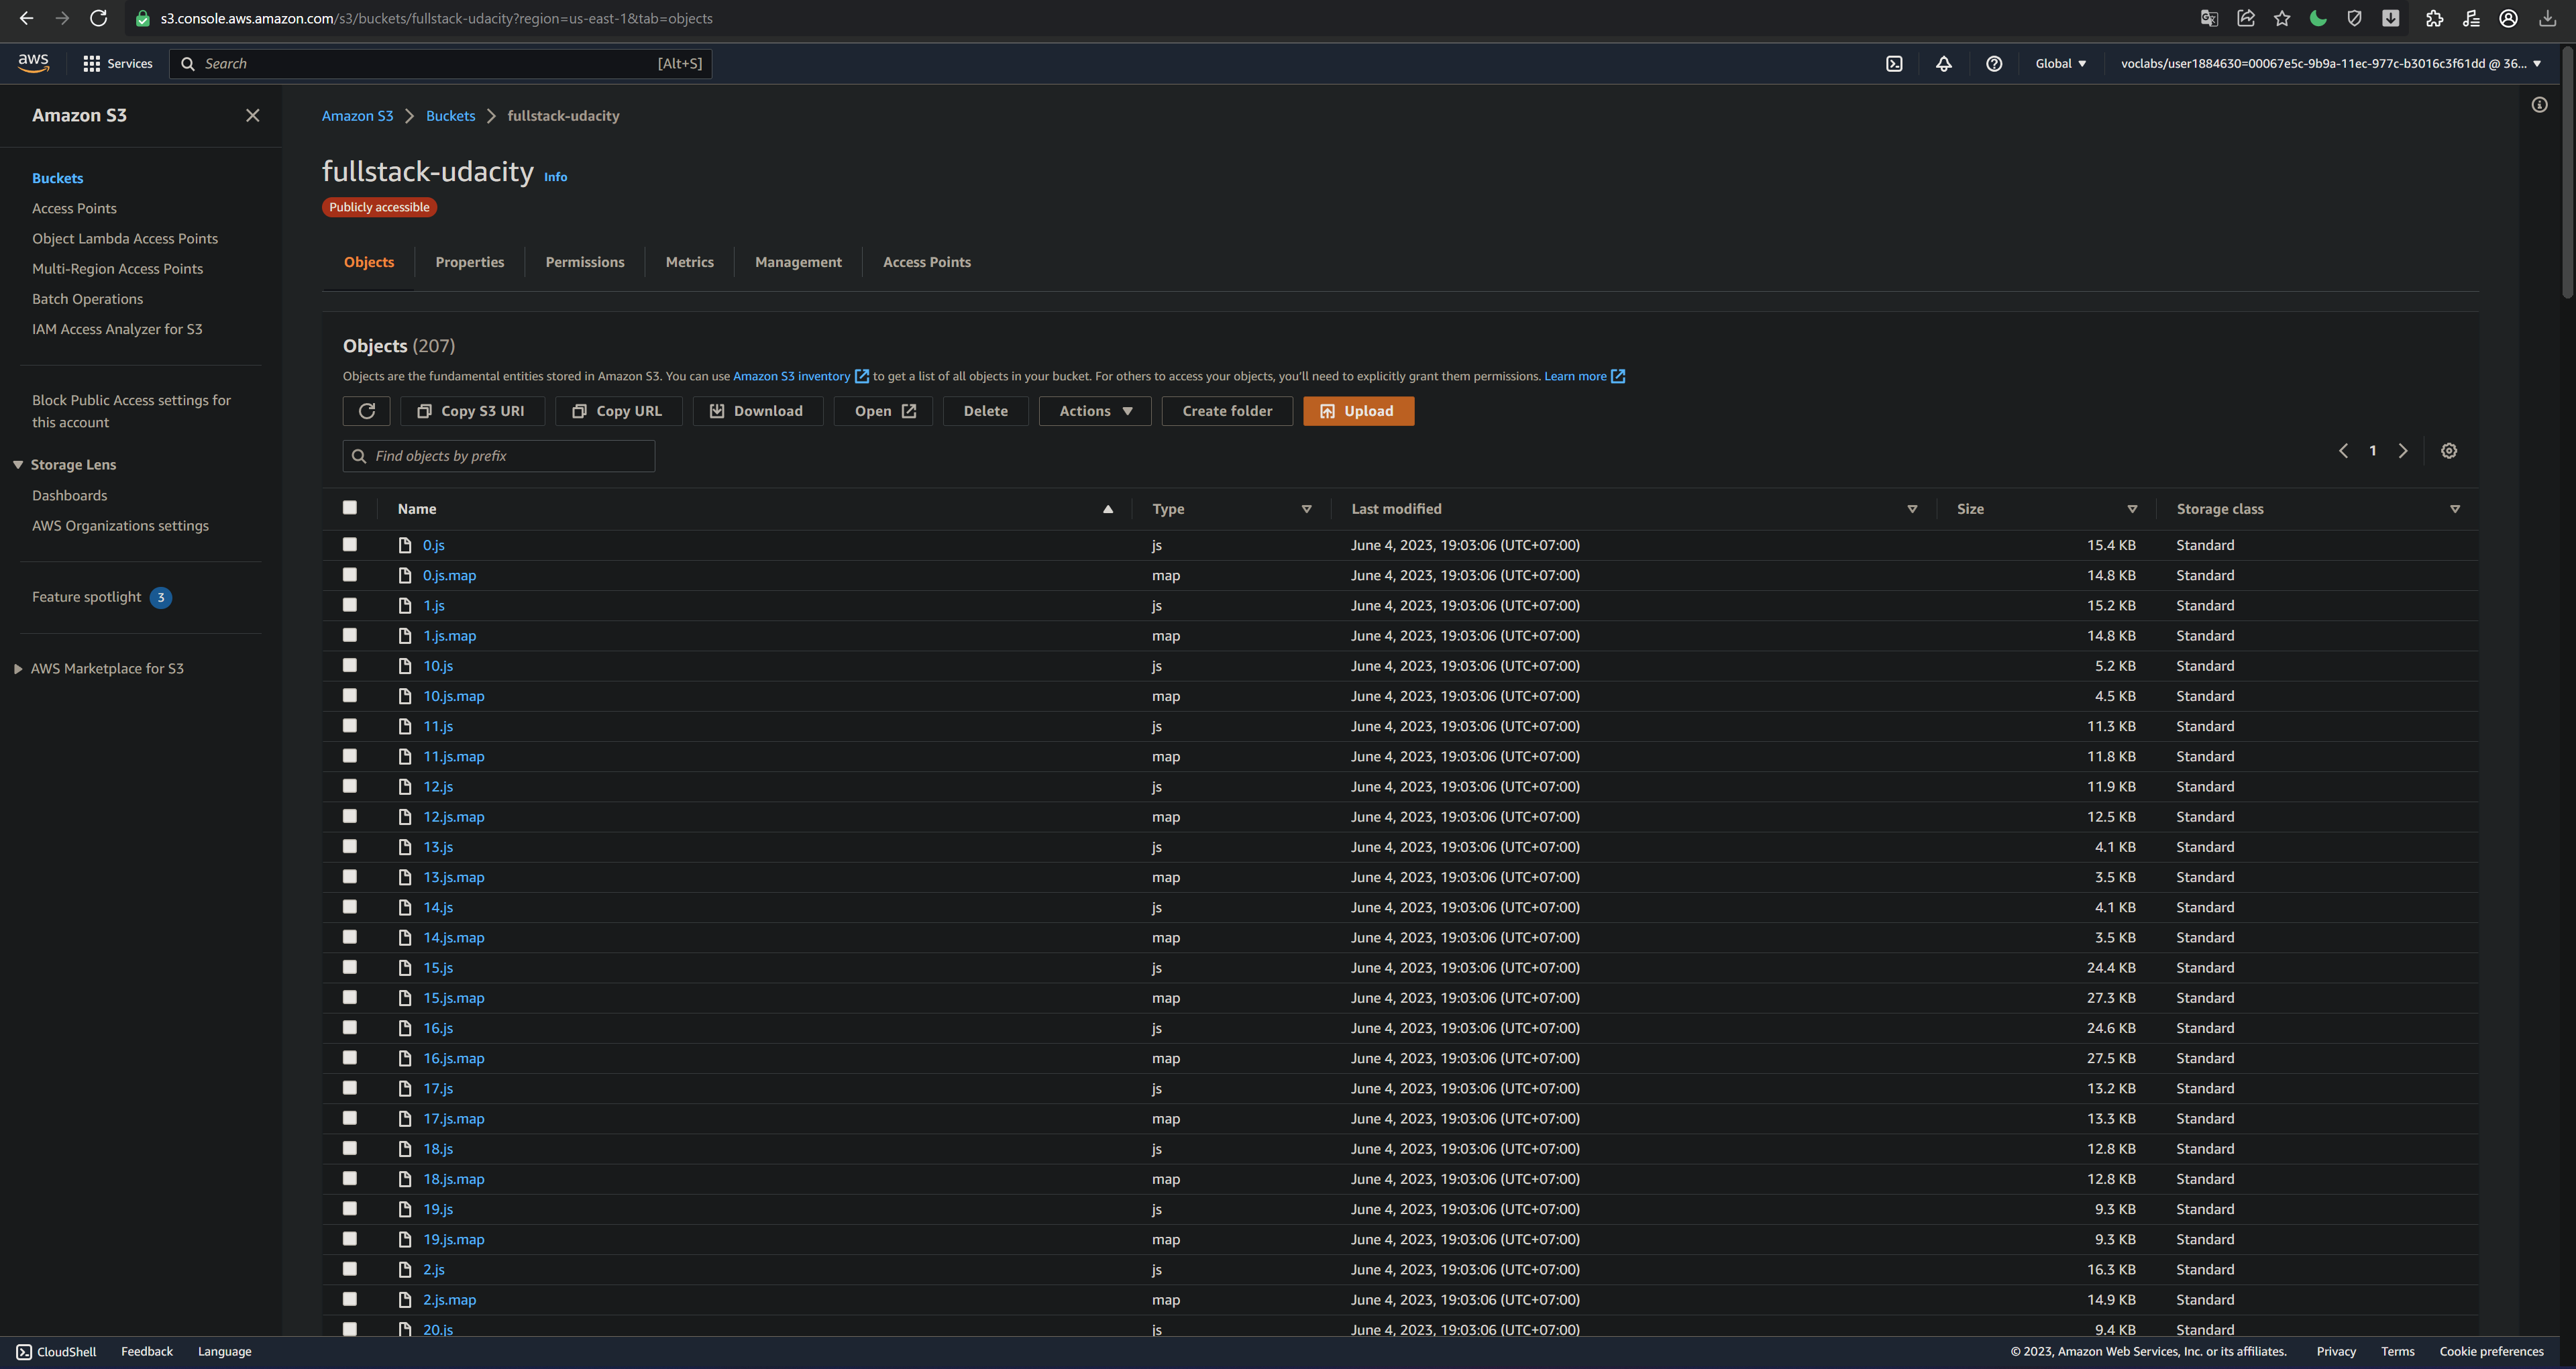 s3.console.aws.amazon.com/s3/buckets/fullstack-udacity?region=us-east-1&tab=objects
aws Services Search [Alt+S] Global voclabs/user1884630=00067e5c-9b9a-11ec-977c-b3016c3f61dd @ 36...
Amazon S3
Buckets
Access Points
Object Lambda Access Points
Multi-Region Access Points
Batch Operations
IAM Access Analyzer for S3
Block Public Access settings for
this account
Storage Lens
Dashboards
AWS Organizations settings
Feature spotlight 3
AWS Marketplace for S3
Amazon S3 Buckets fullstack-udacity
fullstack-udacity Info
Publicly accessible
Objects Properties Permissions Metrics Management Access Points
Objects (207)
Objects are the fundamental entities stored in Amazon S3. You can use Amazon S3 inventory to get a list of all objects in your bucket. For others to access your objects, you'll need to explicitly grant them permissions. Learn more
Copy S3 URI Copy URL Download Open Delete Actions Create folder Upload
Find objects by prefix 1
Name Type Last modified Size Storage class
0.js js June 4, 2023, 19:03:06 (UTC+07:00) 15.4 KB Standard
0.js.map map June 4, 2023, 19:03:06 (UTC+07:00) 14.8 KB Standard
1.js js June 4, 2023, 19:03:06 (UTC+07:00) 15.2 KB Standard
1.js.map map June 4, 2023, 19:03:06 (UTC+07:00) 14.8 KB Standard
10.js js June 4, 2023, 19:03:06 (UTC+07:00) 5.2 KB Standard
10.js.map map June 4, 2023, 19:03:06 (UTC+07:00) 4.5 KB Standard
11.js js June 4, 2023, 19:03:06 (UTC+07:00) 11.3 KB Standard
11.js.map map June 4, 2023, 19:03:06 (UTC+07:00) 11.8 KB Standard
12.js js June 4, 2023, 19:03:06 (UTC+07:00) 11.9 KB Standard
12.js.map map June 4, 2023, 19:03:06 (UTC+07:00) 12.5 KB Standard
13.js js June 4, 2023, 19:03:06 (UTC+07:00) 4.1 KB Standard
13.js.map map June 4, 2023, 19:03:06 (UTC+07:00) 3.5 KB Standard
14.js js June 4, 2023, 19:03:06 (UTC+07:00) 4.1 KB Standard
14.js.map map June 4, 2023, 19:03:06 (UTC+07:00) 3.5 KB Standard
15.js js June 4, 2023, 19:03:06 (UTC+07:00) 24.4 KB Standard
15.js.map map June 4, 2023, 19:03:06 (UTC+07:00) 27.3 KB Standard
16.js js June 4, 2023, 19:03:06 (UTC+07:00) 24.6 KB Standard
16.js.map map June 4, 2023, 19:03:06 (UTC+07:00) 27.5 KB Standard
17.js js June 4, 2023, 19:03:06 (UTC+07:00) 13.2 KB Standard
17.js.map map June 4, 2023, 19:03:06 (UTC+07:00) 13.3 KB Standard
18.js js June 4, 2023, 19:03:06 (UTC+07:00) 12.8 KB Standard
18.js.map map June 4, 2023, 19:03:06 (UTC+07:00) 12.8 KB Standard
19.js js June 4, 2023, 19:03:06 (UTC+07:00) 9.3 KB Standard
19.js.map map June 4, 2023, 19:03:06 (UTC+07:00) 9.3 KB Standard
2.js js June 4, 2023, 19:03:06 (UTC+07:00) 16.3 KB Standard
2.js.map map June 4, 2023, 19:03:06 (UTC+07:00) 14.9 KB Standard
20.js js June 4, 2023, 19:03:06 (UTC+07:00) 9.4 KB Standard
CloudShell Feedback Language © 2023, Amazon Web Services, Inc. or its affiliates. Privacy Terms Cookie preferences